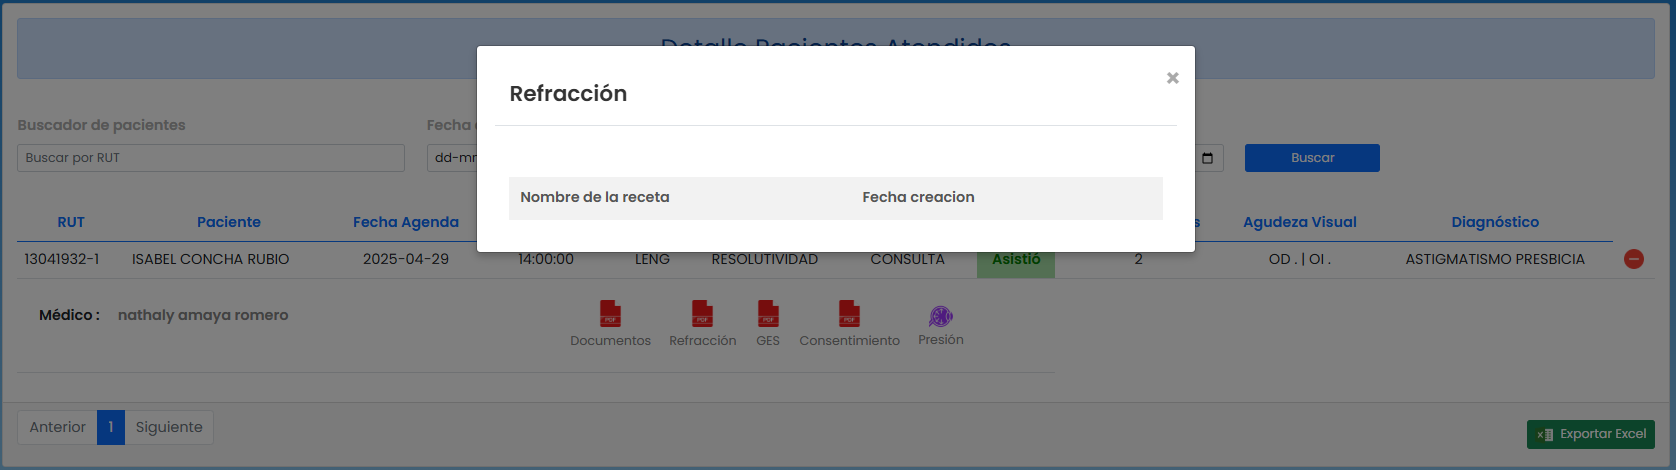 Detalle Pacientes Atendidos
Refracción
×
Buscador de pacientes
Fecha
Buscar por RUT
dd-mm
Buscar
Nombre de la receta Fecha creacion
RUT Paciente Fecha Agenda s Agudeza Visual Diagnóstico
13041932-1 ISABEL CONCHA RUBIO 2025-04-29 14:00:00 LENG RESOLUTIVIDAD CONSULTA Asistió 2 OD . | OI . ASTIGMATISMO PRESBICIA
Médico : nathaly amaya romero
PDF PDF PDF PDF
Documentos Refracción GES Consentimiento Presión
Anterior 1 Siguiente
Exportar Excel